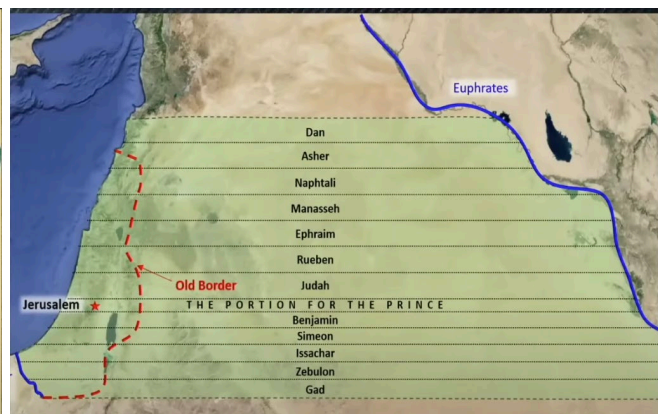 Euphrates
Dan
Asher
Naphtali
Manasseh
Ephraim
Rueben
Old Border
Judah
Jerusalem
THE PORTION FOR THE PRINCE
Benjamin
Simeon
Issachar
Zebulon
Gad